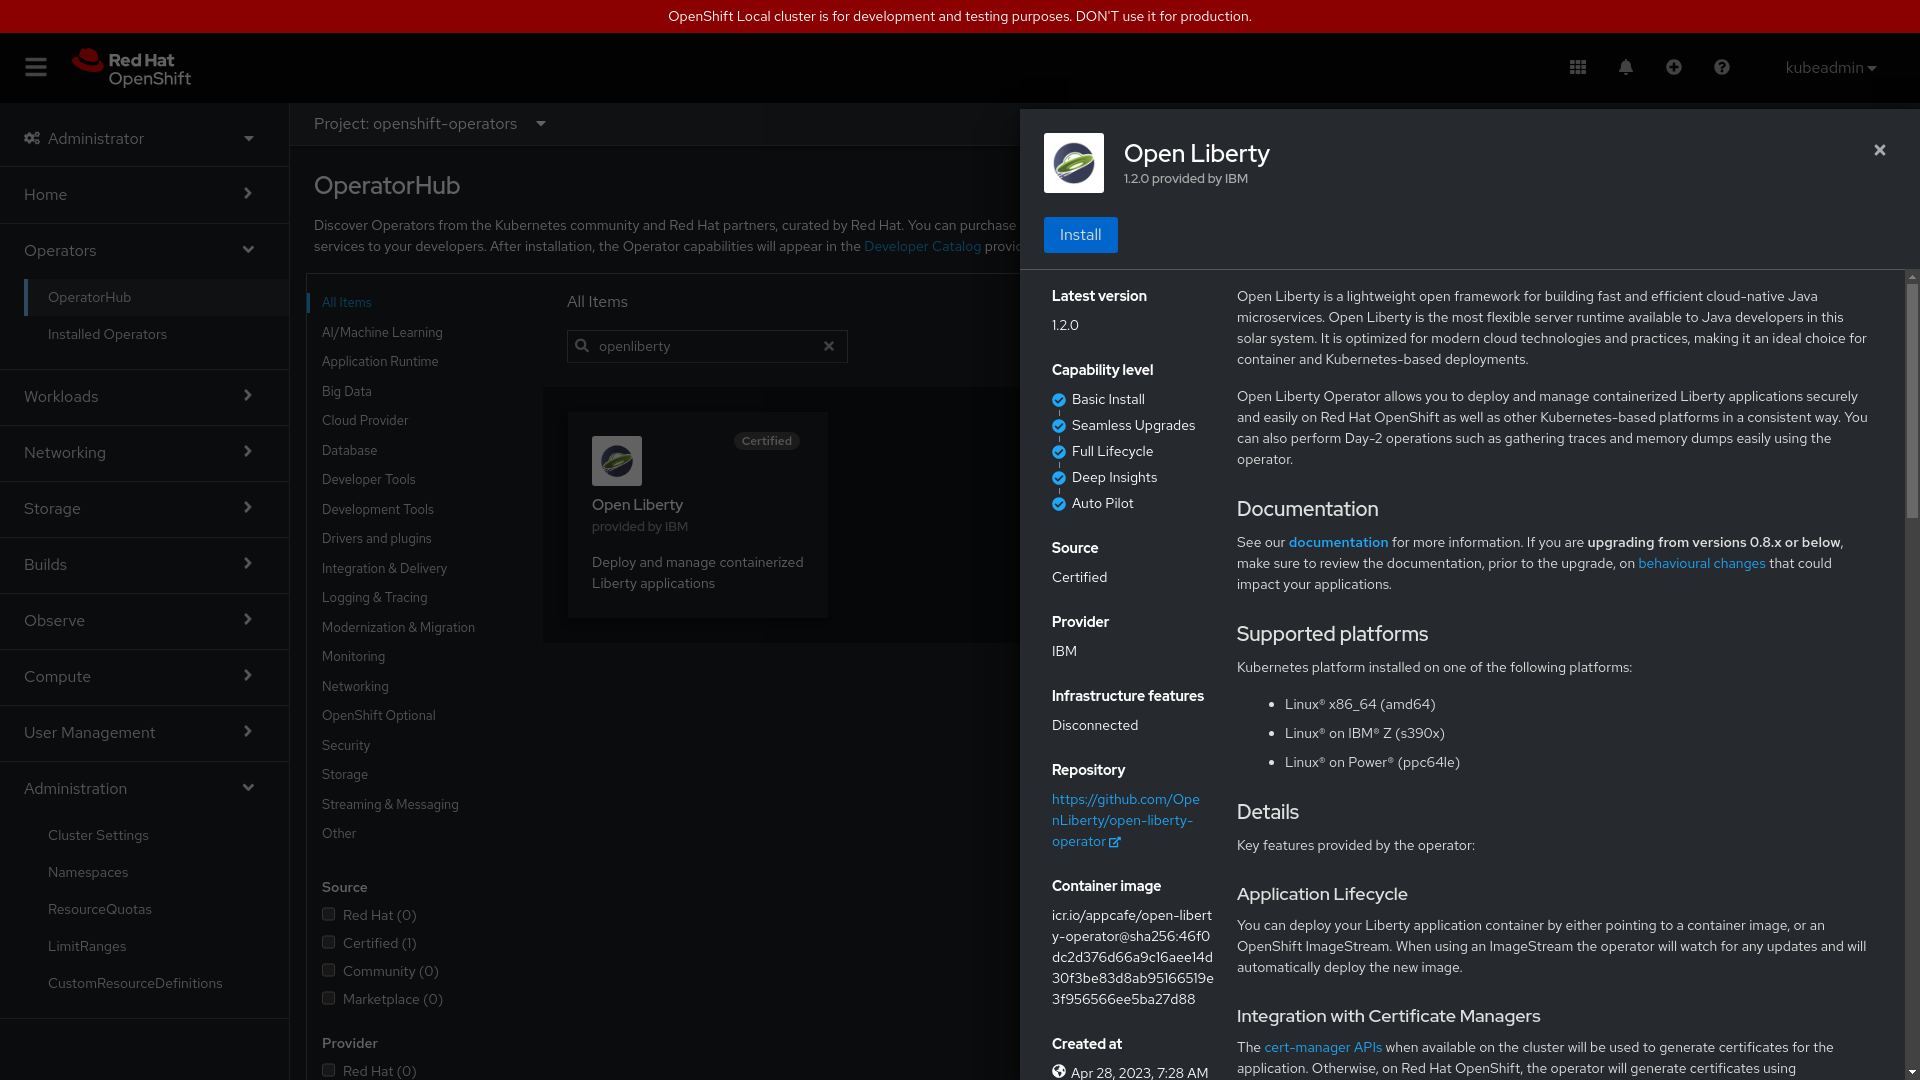 OpenShift Local cluster is for development and testing purposes. DON'T use it for production.
Red Hat
OpenShift
kubeadmin
Administrator
Home
Operators
OperatorHub
Installed Operators
Workloads
Networking
Storage
Builds
Observe
Compute
User Management
Administration
Cluster Settings
Namespaces
ResourceQuotas
LimitRanges
CustomResourceDefinitions
Project: openshift-operators
OperatorHub
Discover Operators from the Kubernetes community and Red Hat partners, curated by Red Hat. You can purchase
services to your developers. After installation, the Operator capabilities will appear in the Developer Catalog
All Items
AI/Machine Learning
Application Runtime
Big Data
Cloud Provider
Database
Developer Tools
Development Tools
Drivers and plugins
Integration & Delivery
Logging & Tracing
Modernization & Migration
Monitoring
Networking
OpenShift Optional
Security
Storage
Streaming & Messaging
Other
Source
Red Hat (0)
Certified (1)
Community (0)
Marketplace (0)
Provider
Red Hat (0)
All Items
openliberty
Certified
Open Liberty
provided by IBM
Deploy and manage containerized
Liberty applications
Open Liberty
1.2.0 provided by IBM
Install
Latest version
1.2.0
Capability level
Basic Install
Seamless Upgrades
Full Lifecycle
Deep Insights
Auto Pilot
Source
Certified
Provider
IBM
Infrastructure features
Disconnected
Repository
https://github.com/Ope
nLiberty/open-liberty-
operator
Container image
icr.io/appcafe/open-libert
y-operator@sha256:46f0
dc2d376d66a9c16aee14d
30f3be83d8ab95166519e
3f956566ee5ba27d88
Created at
Apr 28, 2023, 7:28 AM
Open Liberty is a lightweight open framework for building fast and efficient cloud-native Java
microservices. Open Liberty is the most flexible server runtime available to Java developers in this
solar system. It is optimized for modern cloud technologies and practices, making it an ideal choice for
container and Kubernetes-based deployments.
Open Liberty Operator allows you to deploy and manage containerized Liberty applications securely
and easily on Red Hat OpenShift as well as other Kubernetes-based platforms in a consistent way. You
can also perform Day-2 operations such as gathering traces and memory dumps easily using the
operator.
Documentation
See our documentation for more information. If you are upgrading from versions 0.8.x or below,
make sure to review the documentation, prior to the upgrade, on behavioural changes that could
impact your applications.
Supported platforms
Kubernetes platform installed on one of the following platforms:
Linux® x86_64 (amd64)
Linux® on IBM® Z (s390x)
Linux® on Power® (ppc64le)
Details
Key features provided by the operator:
Application Lifecycle
You can deploy your Liberty application container by either pointing to a container image, or an
OpenShift ImageStream. When using an ImageStream the operator will watch for any updates and will
automatically deploy the new image.
Integration with Certificate Managers
The cert-manager APIs when available on the cluster will be used to generate certificates for the
application. Otherwise, on Red Hat OpenShift, the operator will generate certificates using